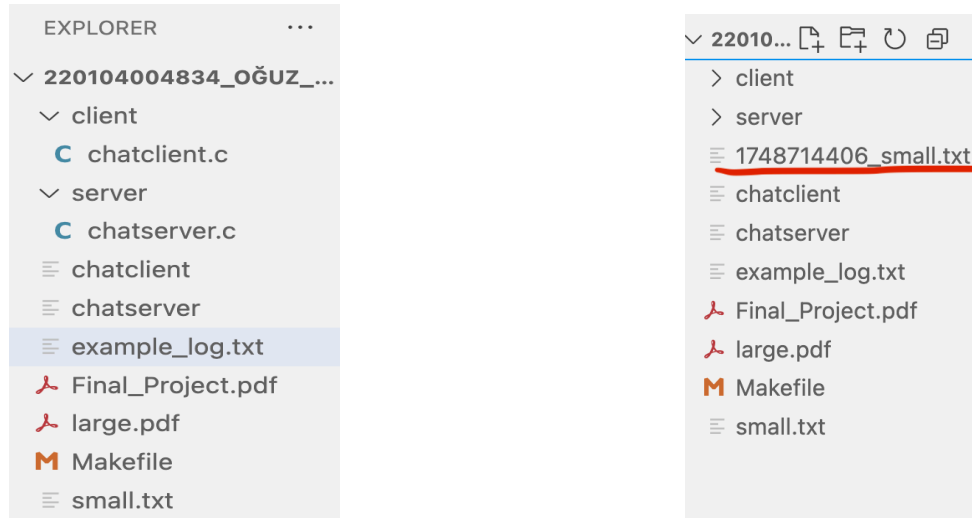 EXPLORER ...
220104004834_OĞUZ_...
client
C chatclient.c
server
C chatserver.c
chatclient
chatserver
example_log.txt
Final_Project.pdf
large.pdf
M Makefile
small.txt
22010...
client
server
1748714406_small.txt
chatclient
chatserver
example_log.txt
Final_Project.pdf
large.pdf
M Makefile
small.txt